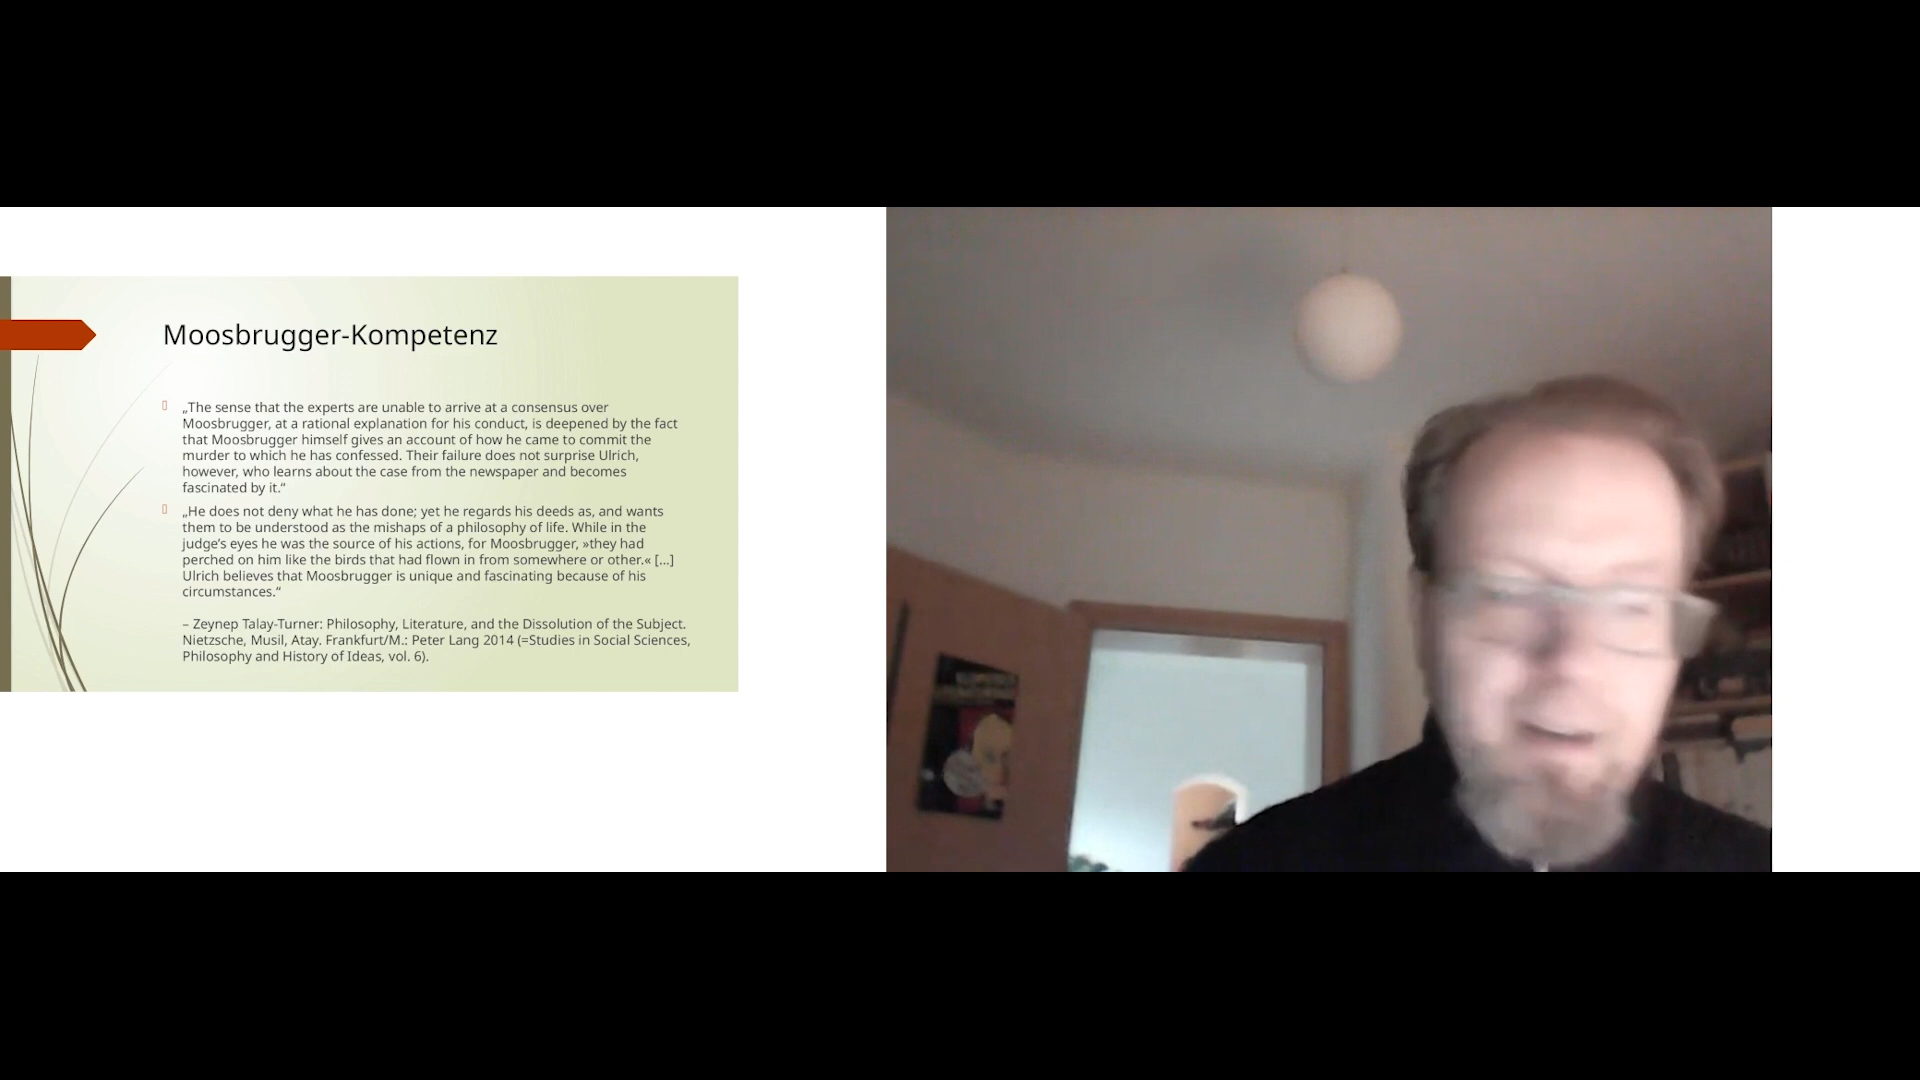 Moosbrugger-Kompetenz
„The sense that the experts are unable to arrive at a consensus over
Moosbrugger, at a rational explanation for his conduct, is deepened by the fact
that Moosbrugger himself gives an account of how he came to commit the
murder to which he has confessed. Their failure does not surprise Ulrich,
however, who learns about the case from the newspaper and becomes
fascinated by it.“
„He does not deny what he has done; yet he regards his deeds as, and wants
them to be understood as the mishaps of a philosophy of life. While in the
judge’s eyes he was the source of his actions, for Moosbrugger, »they had
perched on him like the birds that had flown in from somewhere or other.« [...]
Ulrich believes that Moosbrugger is unique and fascinating because of his
circumstances.“
– Zeynep Talay-Turner: Philosophy, Literature, and the Dissolution of the Subject.
Nietzsche, Musil, Atay. Frankfurt/M.: Peter Lang 2014 (=Studies in Social Sciences,
Philosophy and History of Ideas, vol. 6).